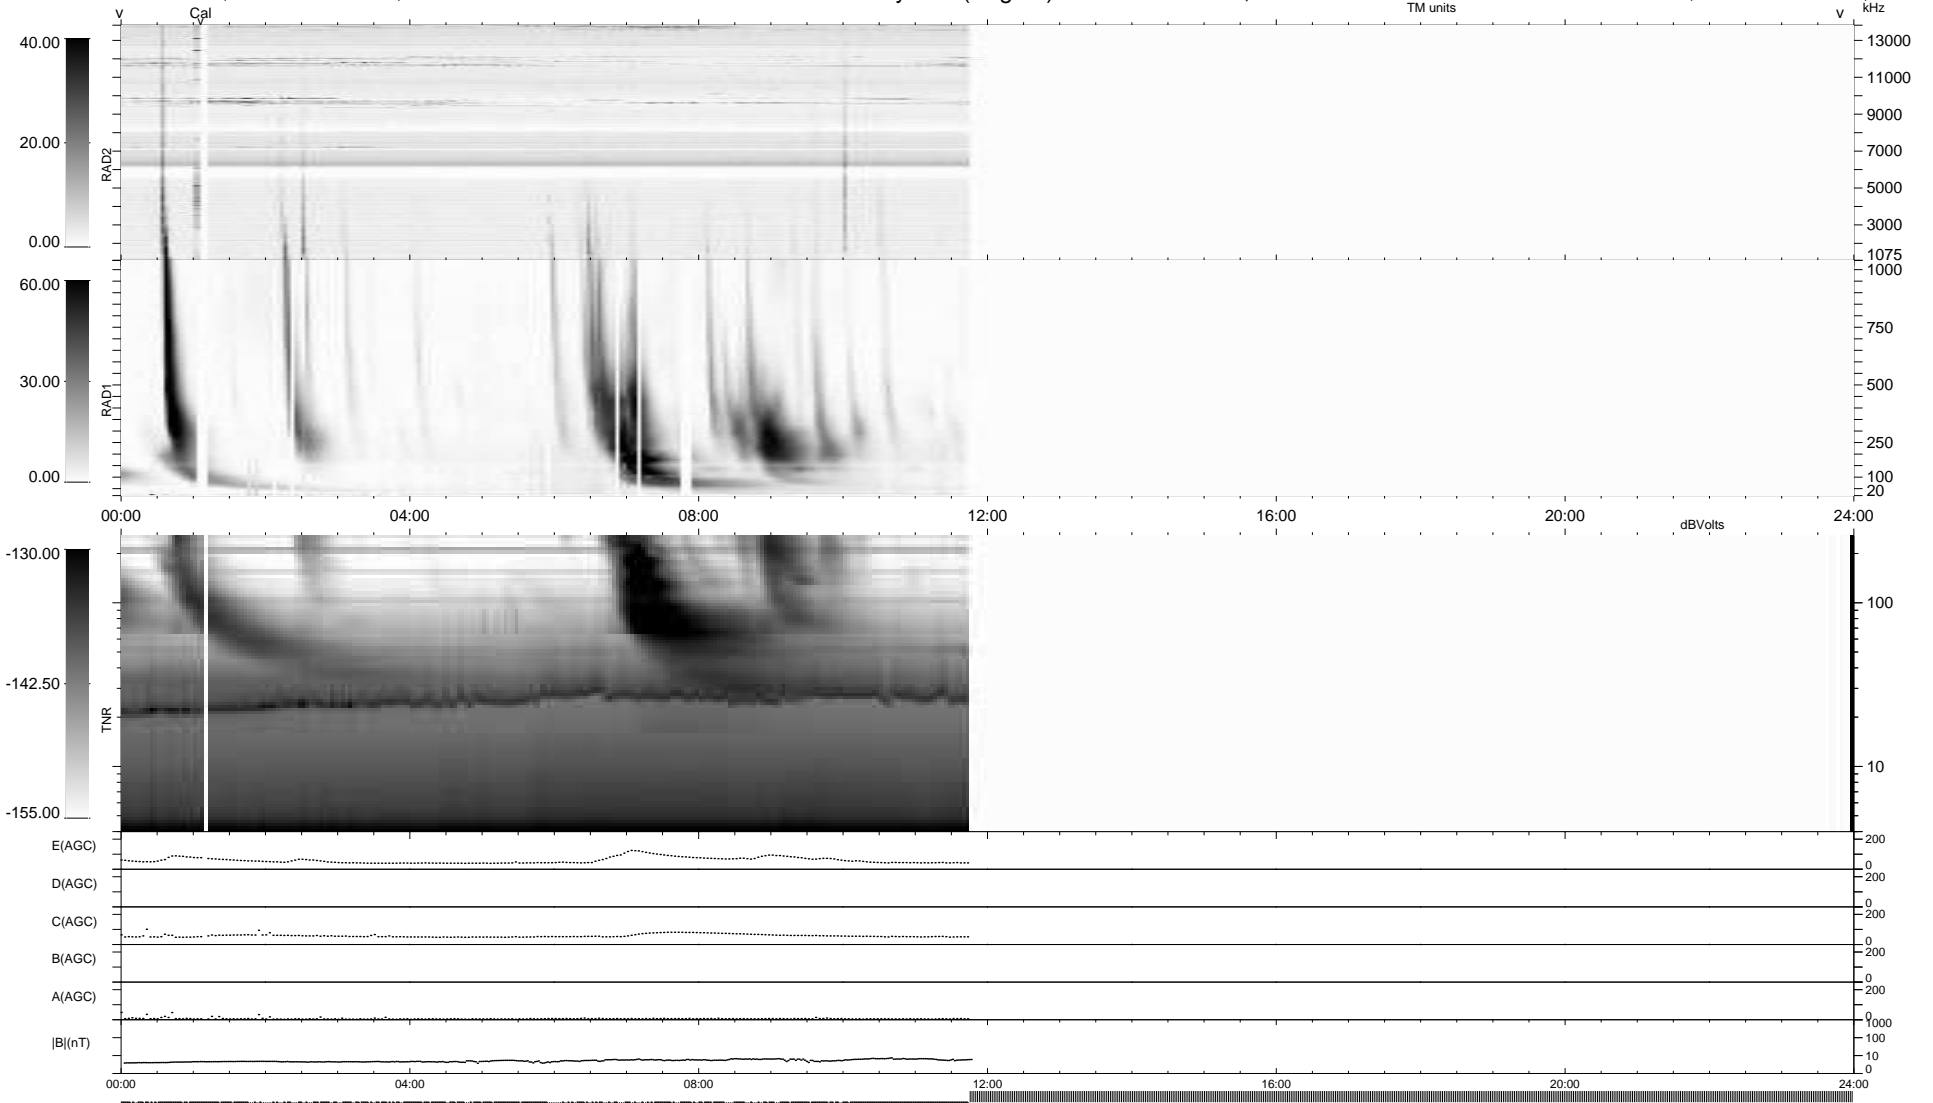 v Cal TM units v kHz
40.00
20.00
0.00
RAD2
13000
11000
9000
7000
5000
3000
1075
60.00
30.00
0.00
RAD1
1000
750
500
250
100
20
00:00 04:00 08:00 12:00 16:00 20:00 24:00
dBVolts
-130.00
-142.50
-155.00
TNR
100
10
E(AGC) 200 0
D(AGC) 200 0
C(AGC) 200 0
B(AGC) 200 0
A(AGC) 200 0
|B|(nT) 1000 100 10 0
00:00 04:00 08:00 12:00 16:00 20:00 24:00